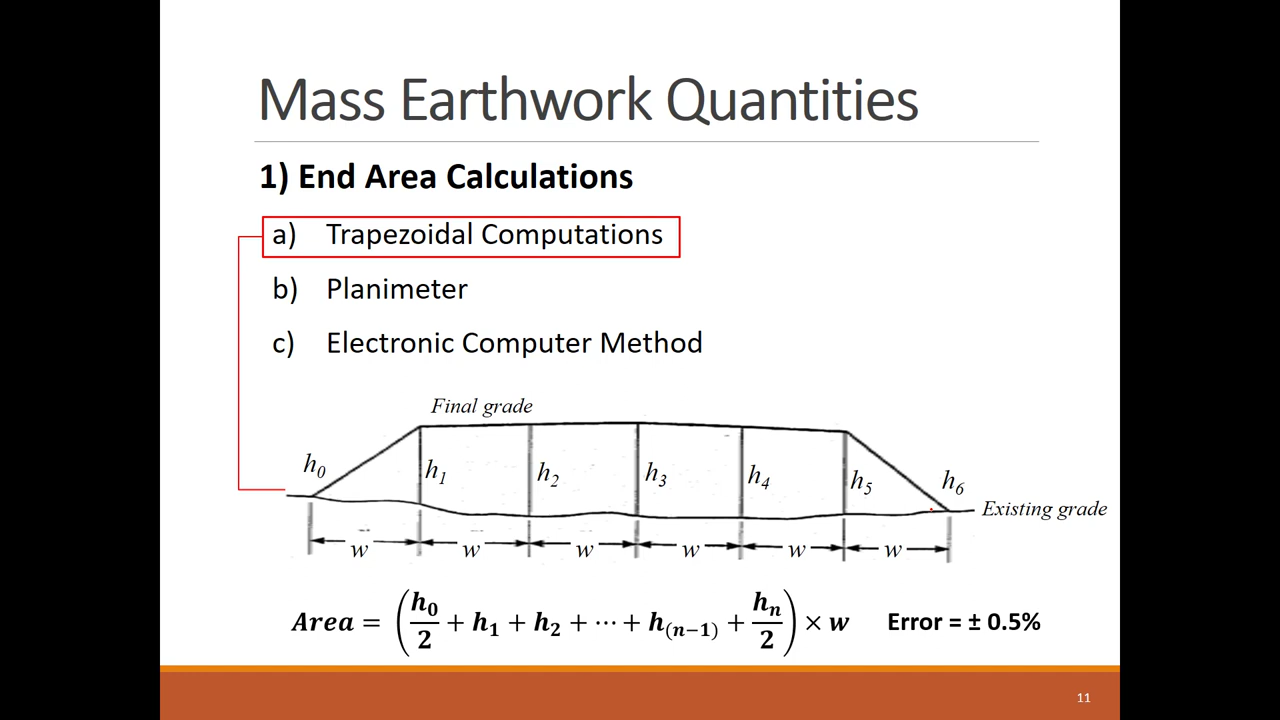 Mass Earthwork Quantities
1) End Area Calculations
a) Trapezoidal Computations
b) Planimeter
c) Electronic Computer Method
Final grade
h₀ h₁ h₂ h₃ h₄ h₅ h₆
Existing grade
w w w w w w
Area = (h₀/2 + h₁ + h₂ + ⋯ + h₍ₙ₋₁₎ + hₙ/2) × w Error = ± 0.5%
11